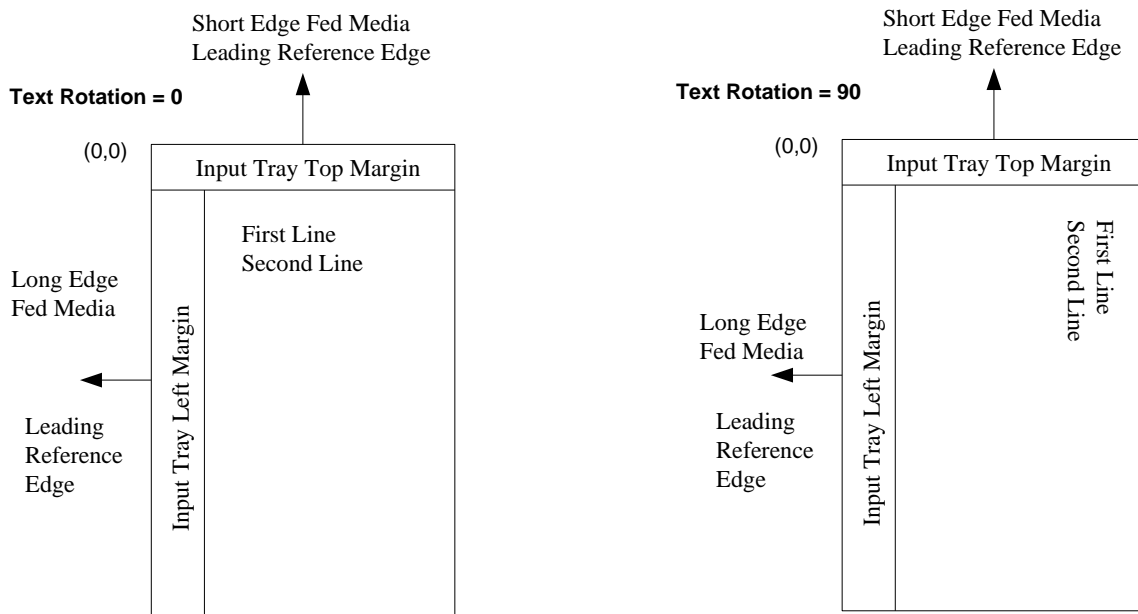 Short Edge Fed Media
Leading Reference Edge
Text Rotation = 0
(0,0)
Input Tray Top Margin
First Line
Second Line
Long Edge
Fed Media
Input Tray Left Margin
Leading
Reference
Edge
Short Edge Fed Media
Leading Reference Edge
Text Rotation = 90
(0,0)
Input Tray Top Margin
First Line
Second Line
Long Edge
Fed Media
Input Tray Left Margin
Leading
Reference
Edge